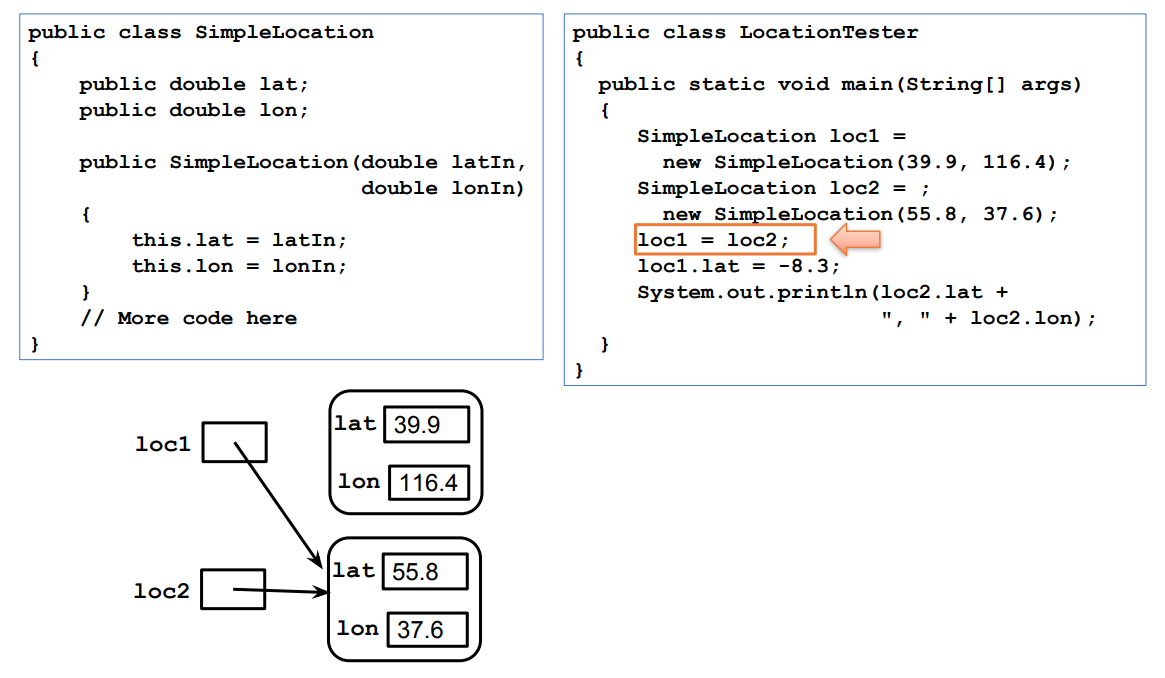 public class SimpleLocation
{
public double lat;
public double lon;
public SimpleLocation(double latIn,
double lonIn)
{
this.lat = latIn;
this.lon = lonIn;
}
// More code here
}
public class LocationTester
{
public static void main(String[] args)
{
SimpleLocation loc1 =
new SimpleLocation(39.9, 116.4);
SimpleLocation loc2 = ;
new SimpleLocation(55.8, 37.6);
loc1 = loc2;
loc1.lat = -8.3;
System.out.println(loc2.lat +
", " + loc2.lon);
}
}
loc1
lat 39.9
lon 116.4
loc2
lat 55.8
lon 37.6